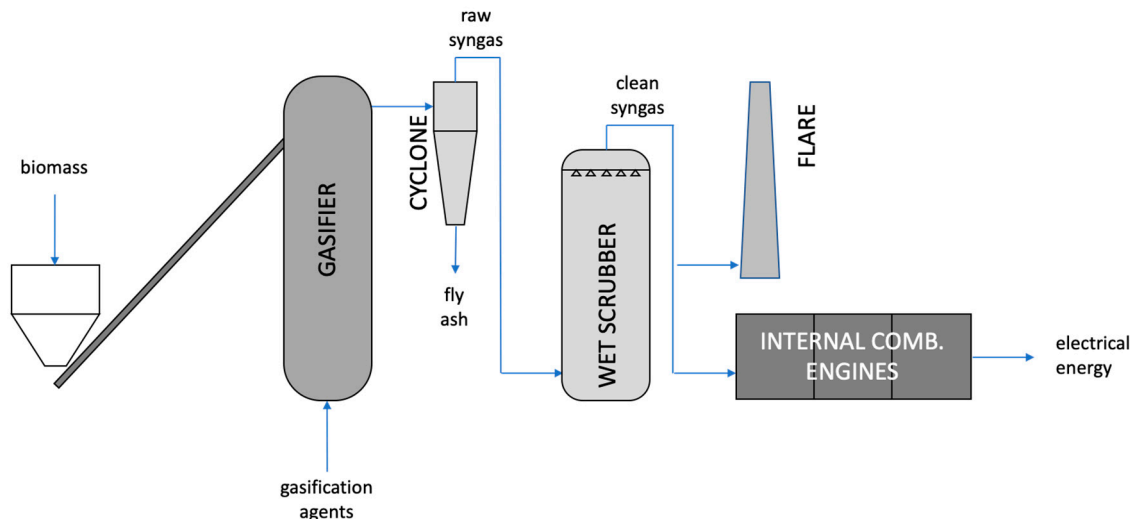 raw
syngas
clean
syngas
biomass
GASIFIER
CYCLONE
fly
ash
WET SCRUBBER
FLARE
INTERNAL COMB.
ENGINES
electrical
energy
gasification
agents